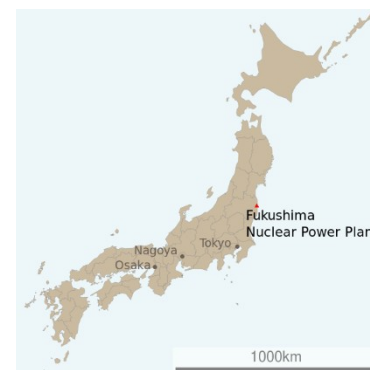 Fukushima
Nuclear Power Plan
Tokyo
Nagoya
Osaka
1000km